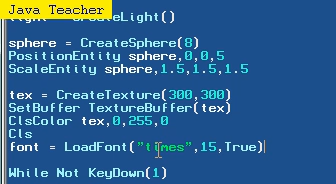 Java Teacher
light = CreateLight()
sphere = CreateSphere(8)
PositionEntity sphere,0,0,5
ScaleEntity sphere,1.5,1.5,1.5
tex = CreateTexture(300,300)
SetBuffer TextureBuffer(tex)
ClsColor tex,0,255,0
Cls
font = LoadFont("times",15,True)
While Not KeyDown(1)